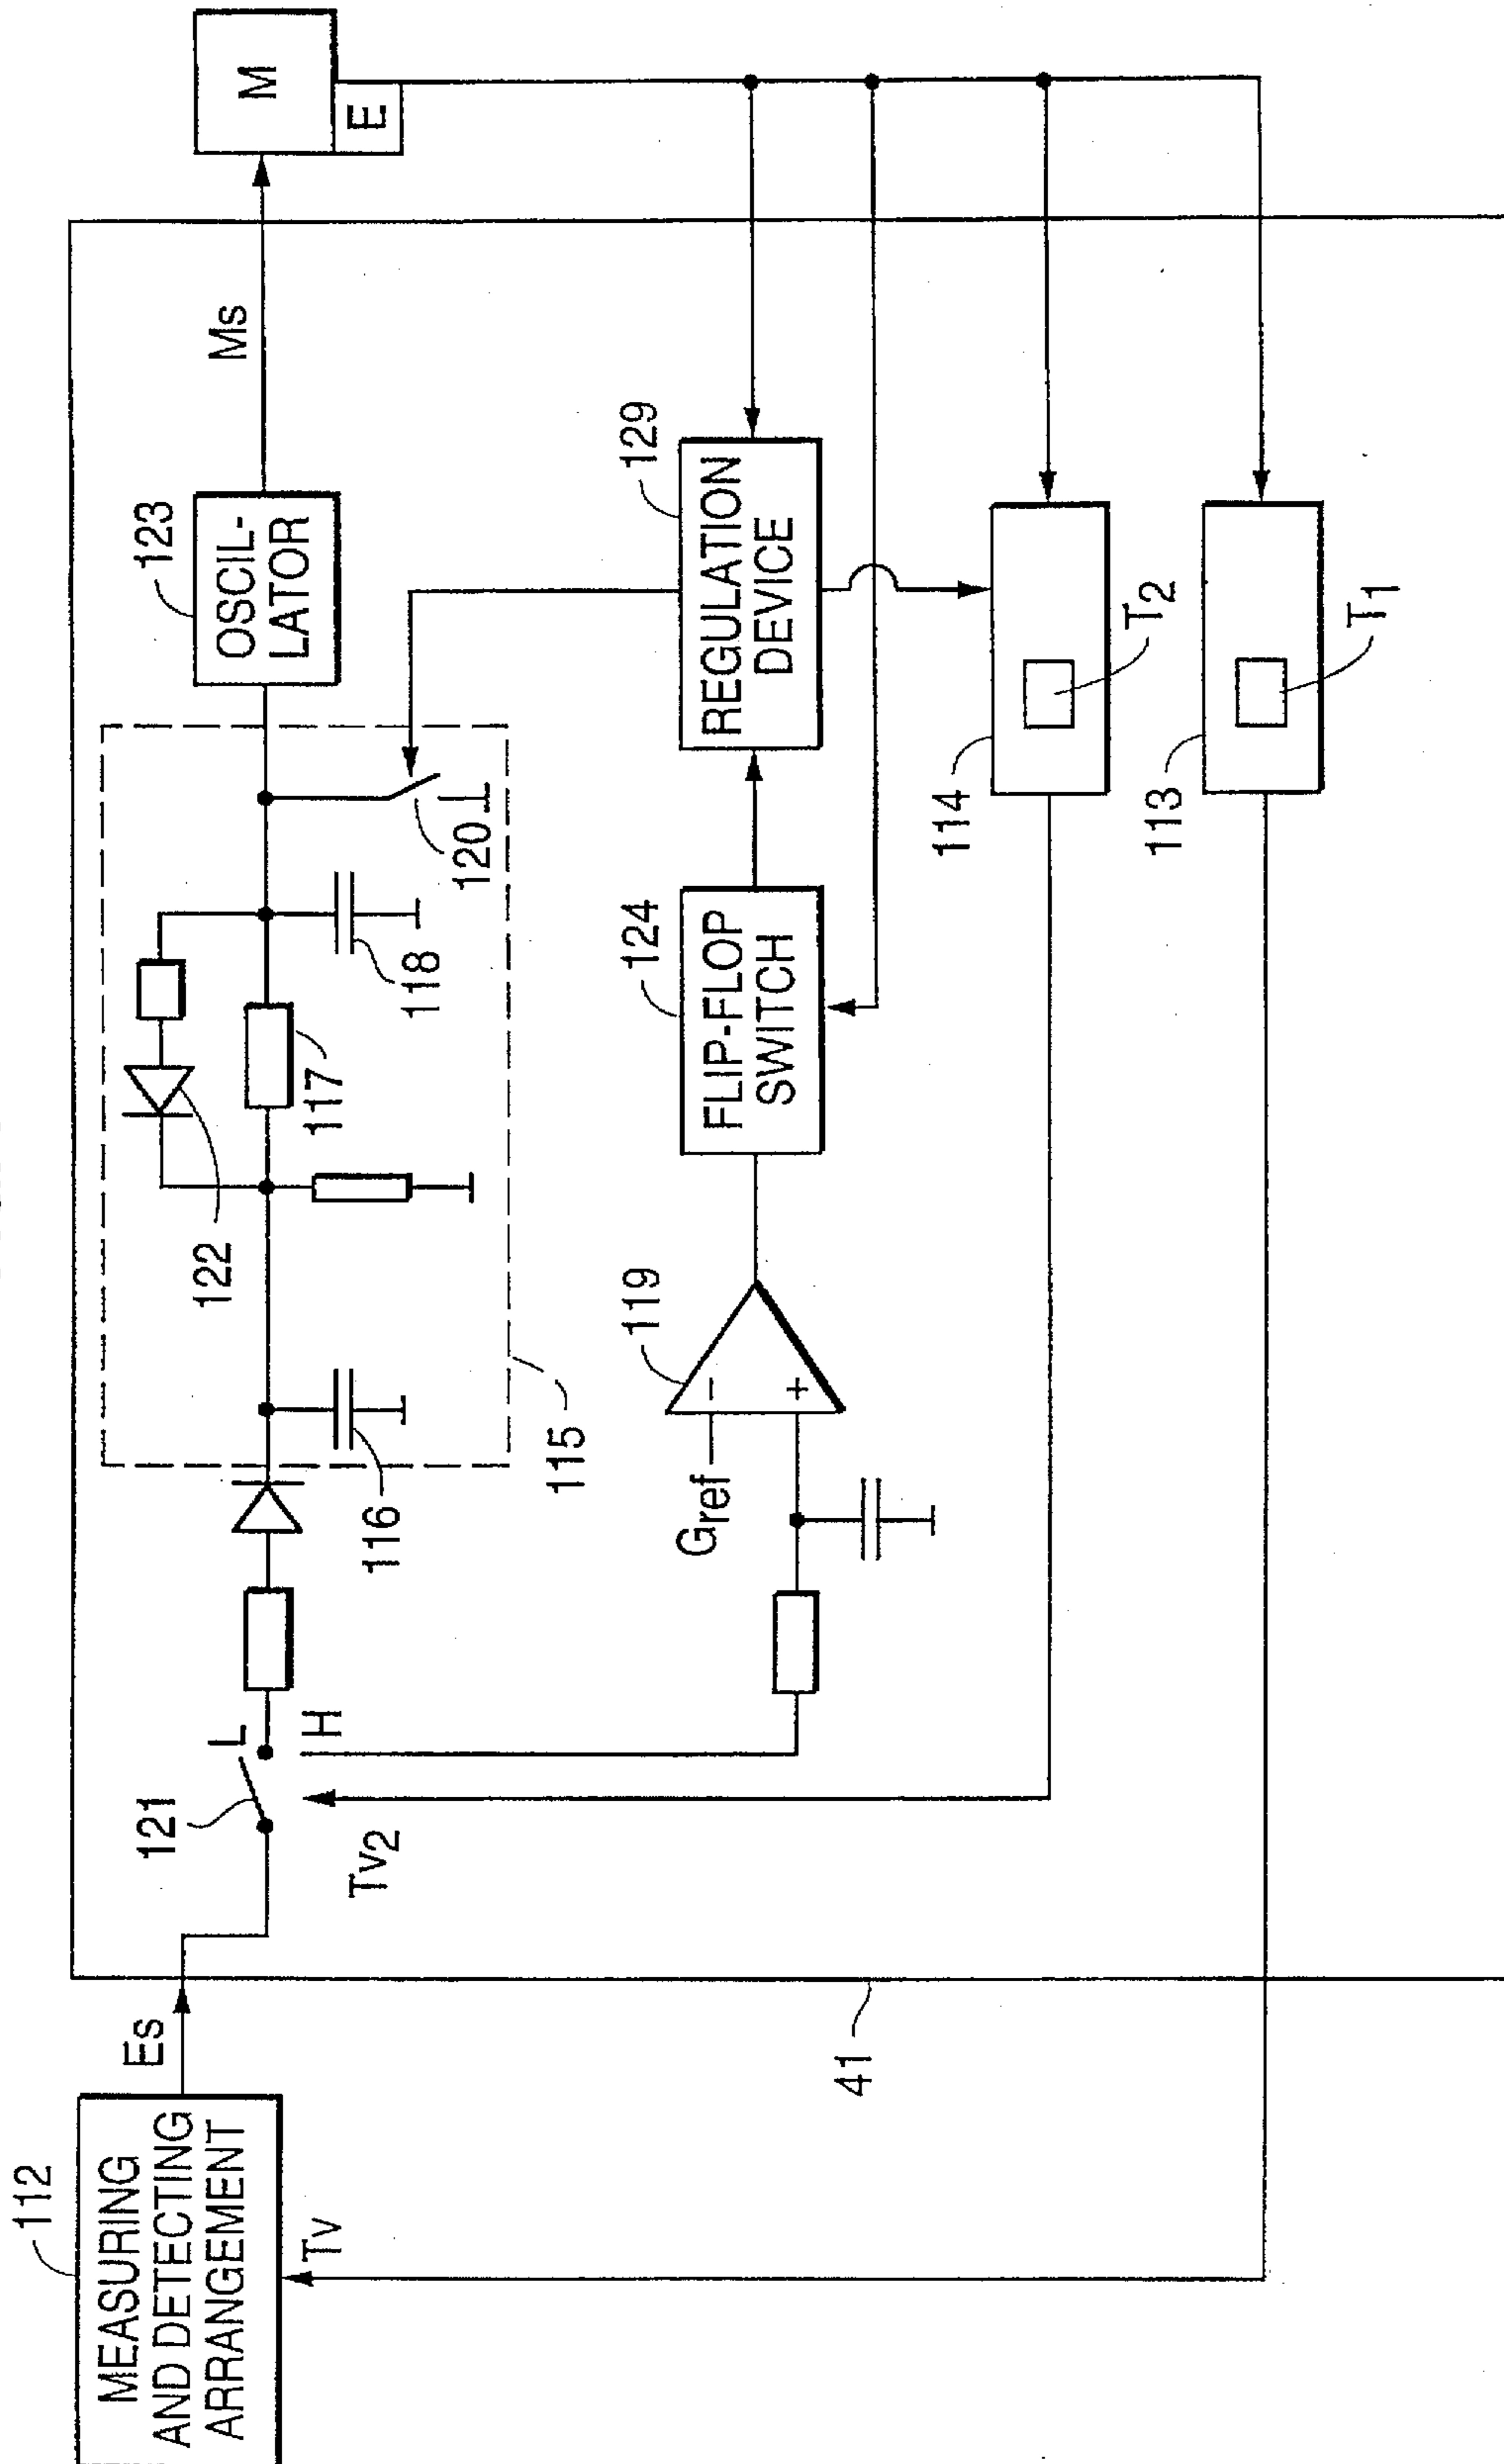 112
MEASURING
AND DETECTING
ARRANGEMENT
Es
Tv
41
121
L
H
Tv2
116
115
122
117
118
120
123
OSCIL-
LATOR
Ms
M
E
Gref
−
+
119
124
FLIP-FLOP
SWITCH
129
REGULATION
DEVICE
114
T2
113
T1